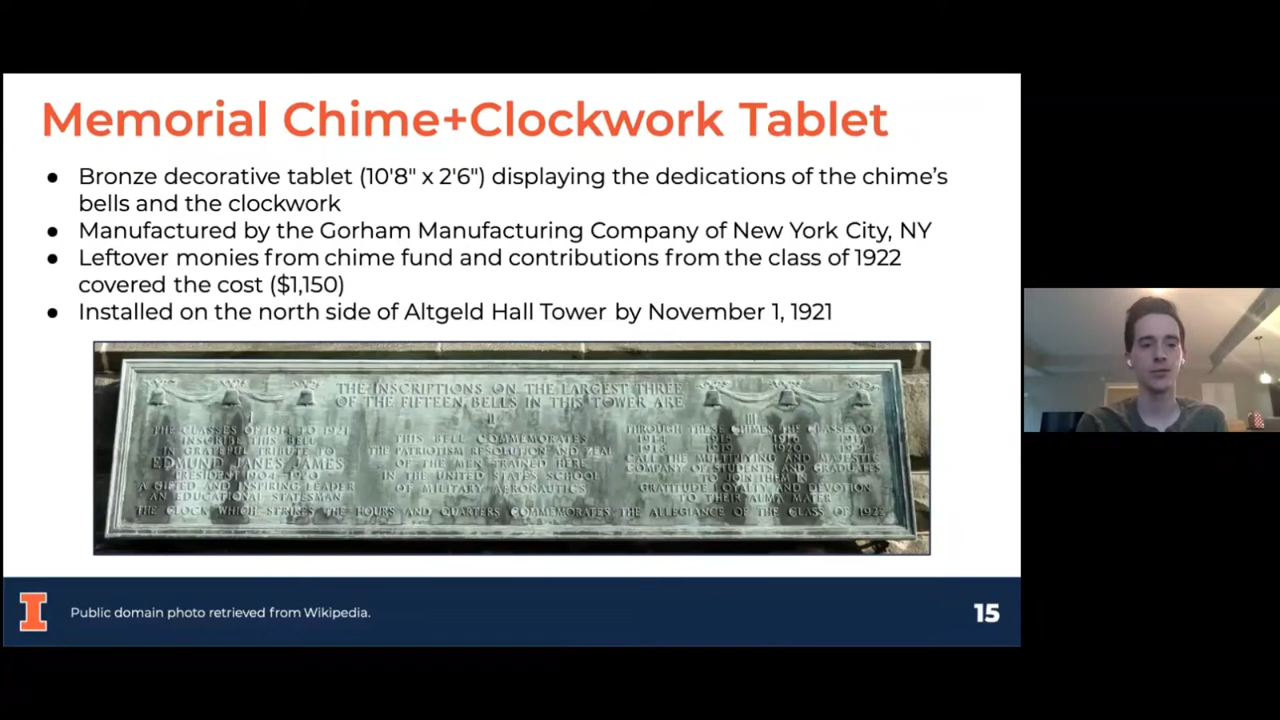 Memorial Chime+Clockwork Tablet
● Bronze decorative tablet (10'8" x 2'6") displaying the dedications of the chime's
bells and the clockwork
● Manufactured by the Gorham Manufacturing Company of New York City, NY
● Leftover monies from chime fund and contributions from the class of 1922
covered the cost ($1,150)
● Installed on the north side of Altgeld Hall Tower by November 1, 1921
THE INSCRIPTIONS ON THE LARGEST THREE
OF THE FIFTEEN BELLS IN THIS TOWER ARE
I
THE CLASSES OF 1914 TO 1921
INSCRIBE THIS BELL
IN GRATEFUL TRIBUTE TO
EDMUND JANES JAMES
PRESIDENT 1904-1920
A GIFTED AND INSPIRING LEADER
AN EDUCATIONAL STATESMAN
II
THIS BELL COMMEMORATES
THE PATRIOTISM RESOLUTION AND ZEAL
OF THE MEN TRAINED HERE
IN THE UNITED STATES SCHOOL
OF MILITARY AERONAUTICS
III
THROUGH THESE CHIMES THE CLASSES OF
1914 1915 1916 1917
1918 1919 1920 1921
CALL THE MULTIPLYING AND MAJESTIC
COMPANY OF STUDENTS AND GRADUATES
TO JOIN THEM IN
GRATITUDE LOYALTY AND DEVOTION
TO THEIR ALMA MATER
THE CLOCK WHICH STRIKES THE HOURS AND QUARTERS COMMEMORATES THE ALLEGIANCE OF THE CLASS OF 1922
I
Public domain photo retrieved from Wikipedia.
15